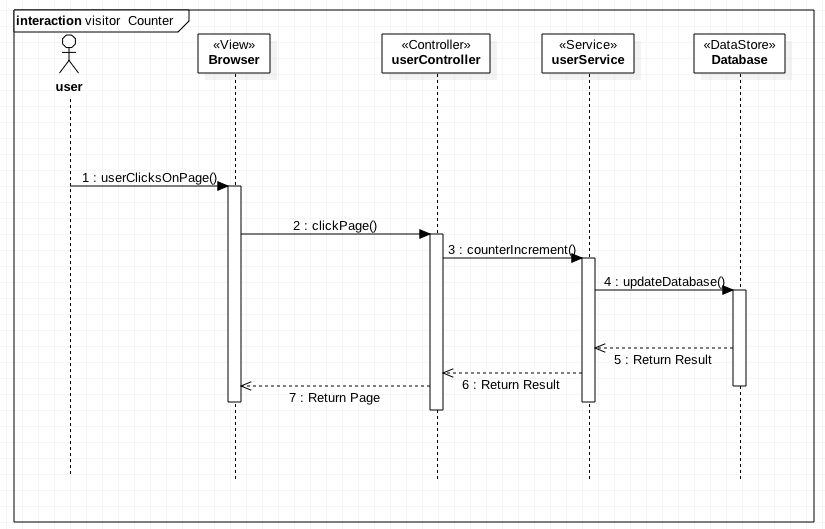 interaction visitor Counter
«View»
Browser
«Controller»
userController
«Service»
userService
«DataStore»
Database
user
1 : userClicksOnPage()
2 : clickPage()
3 : counterIncrement()
4 : updateDatabase()
5 : Return Result
6 : Return Result
7 : Return Page